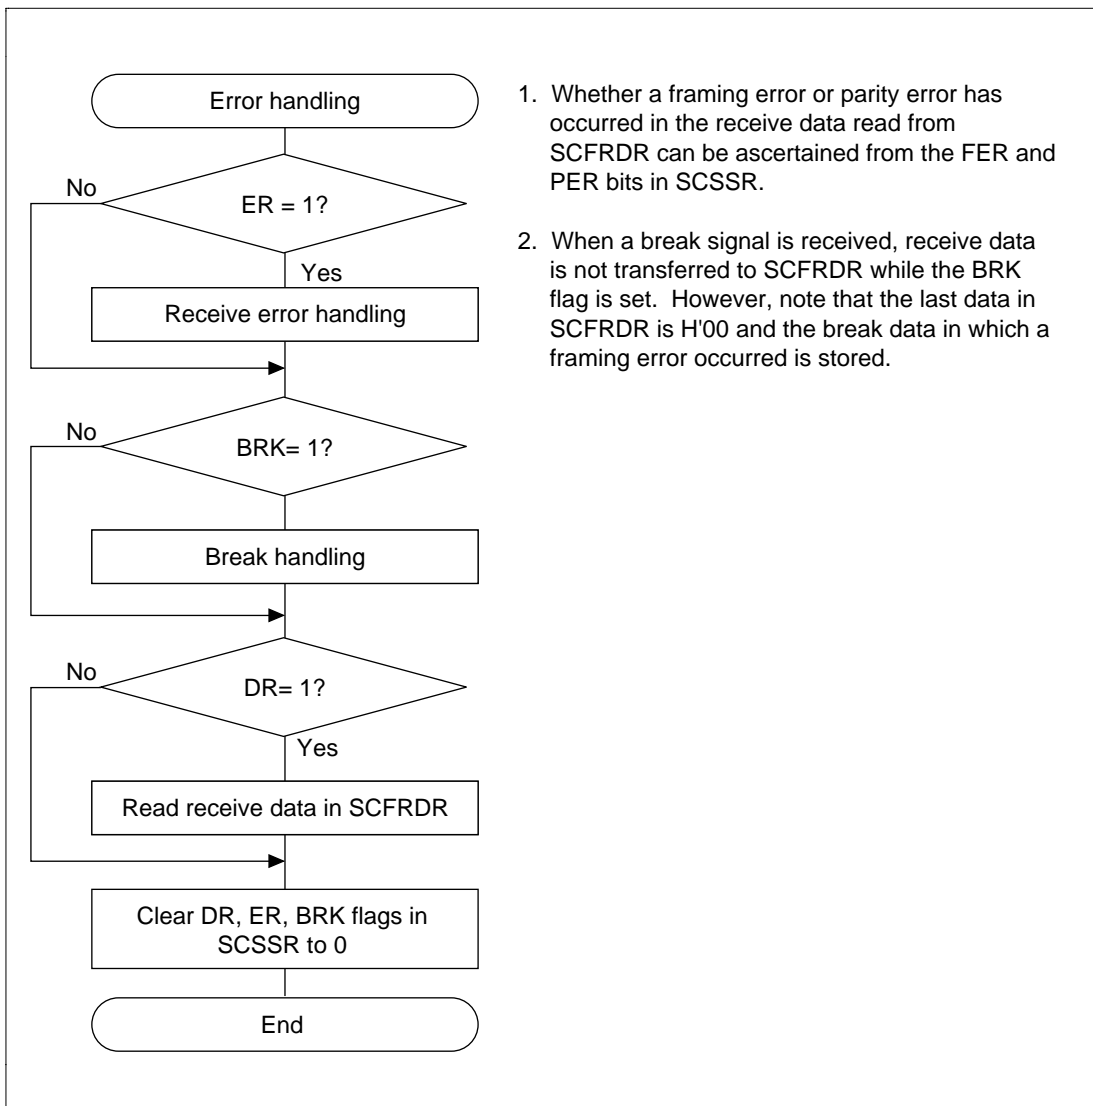 Error handling
No
ER = 1?
Yes
Receive error handling
No
BRK= 1?
Break handling
No
DR= 1?
Yes
Read receive data in SCFRDR
Clear DR, ER, BRK flags in
SCSSR to 0
End
1. Whether a framing error or parity error has
occurred in the receive data read from
SCFRDR can be ascertained from the FER and
PER bits in SCSSR.
2. When a break signal is received, receive data
is not transferred to SCFRDR while the BRK
flag is set. However, note that the last data in
SCFRDR is H'00 and the break data in which a
framing error occurred is stored.